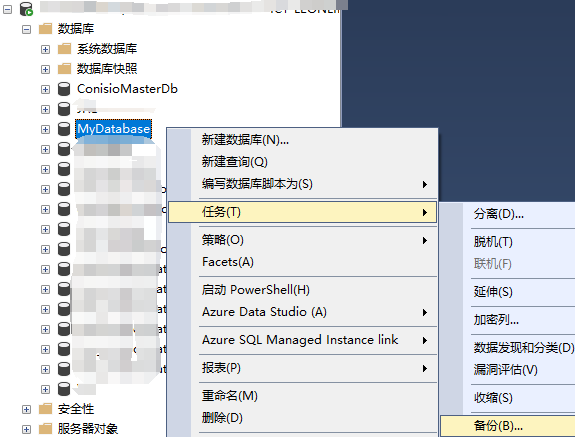 数据库
系统数据库
数据库快照
ConisioMasterDb
MyDatabase
新建数据库(N)...
新建查询(Q)
编写数据库脚本为(S)
任务(T)
策略(O)
Facets(A)
启动 PowerShell(H)
Azure Data Studio (A)
Azure SQL Managed Instance link
报表(P)
重命名(M)
删除(D)
分离(D)...
脱机(T)
联机(F)
延伸(S)
加密列...
数据发现和分类(D)
漏洞评估(V)
收缩(S)
备份(B)...
安全性
服务器对象